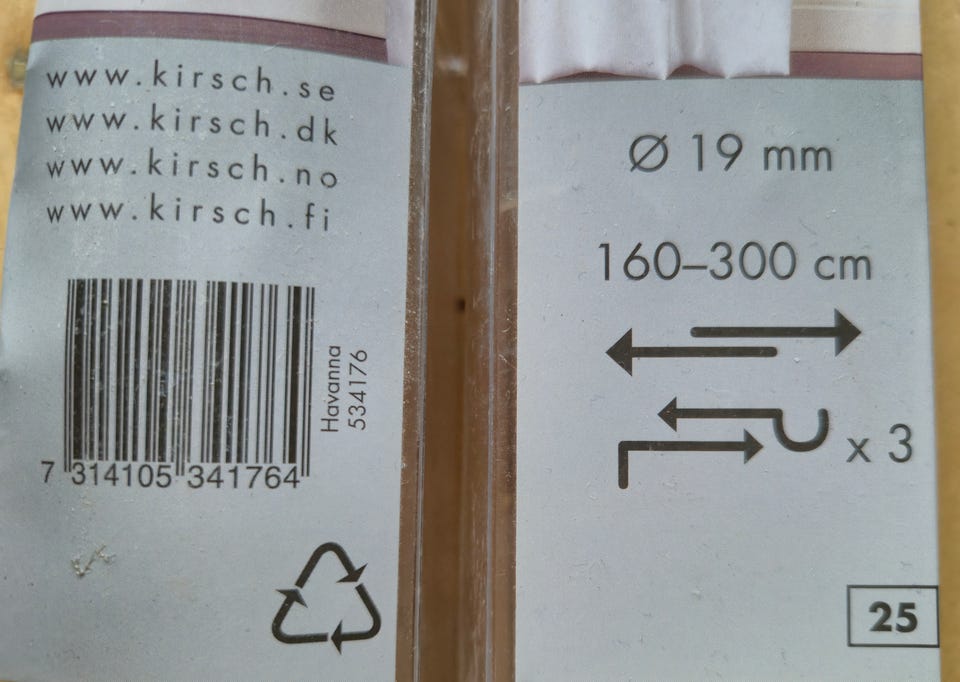 www.kirsch.se
www.kirsch.dk
www.kirsch.no
www.kirsch.fi
Havanna
534176
7 314105 341764
Ø 19 mm
160–300 cm
x 3
25